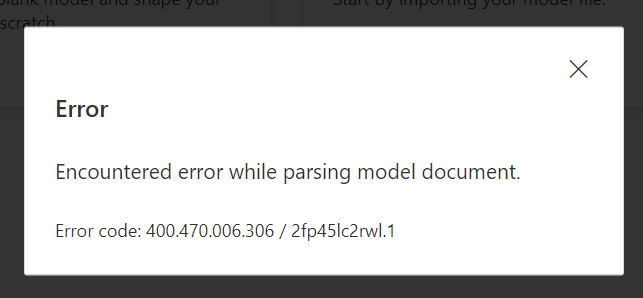 blank model and shape your
Start by importing your model file.
scratch
Error
Encountered error while parsing model document.
Error code: 400.470.006.306 / 2fp45lc2rwl.1